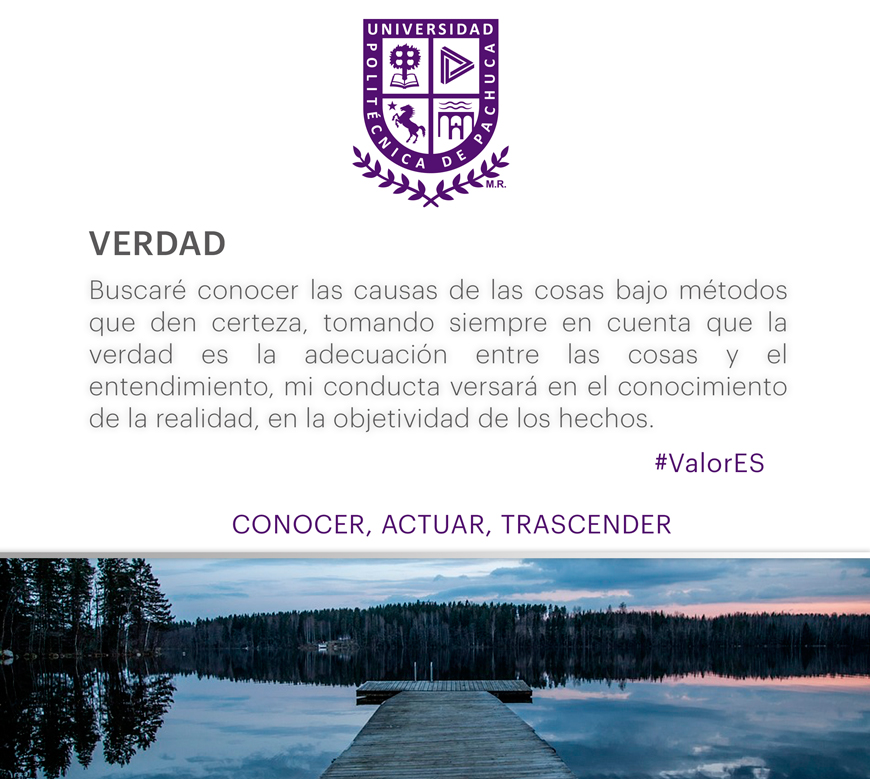 UNIVERSIDAD
POLITÉCNICA DE PACHUCA
M.R.
VERDAD
Buscaré conocer las causas de las cosas bajo métodos
que den certeza, tomando siempre en cuenta que la
verdad es la adecuación entre las cosas y el
entendimiento, mi conducta versará en el conocimiento
de la realidad, en la objetividad de los hechos.
#ValorES
CONOCER, ACTUAR, TRASCENDER